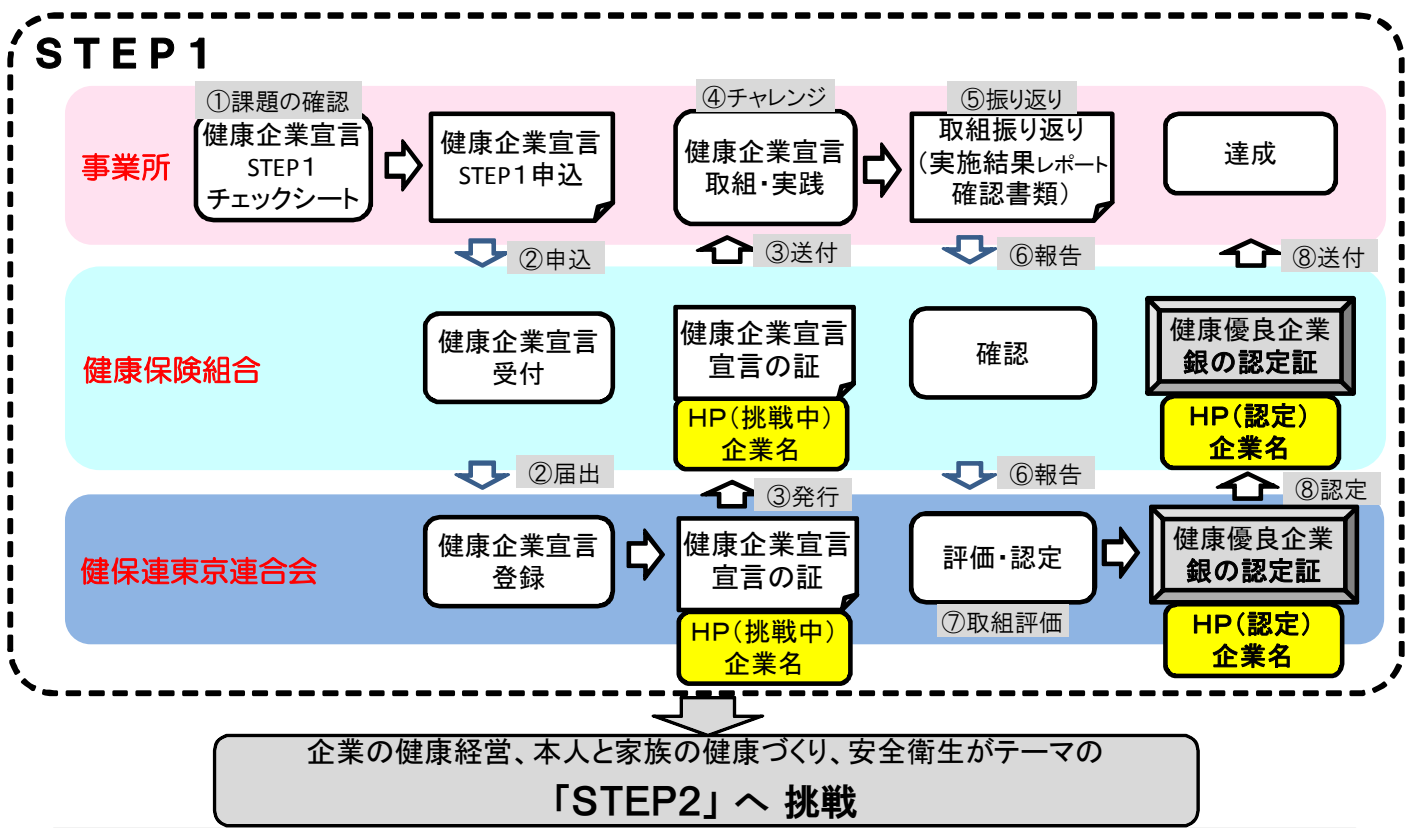 STEP1
事業所
①課題の確認
健康企業宣言
STEP1
チェックシート
健康企業宣言
STEP1申込
④チャレンジ
健康企業宣言
取組・実践
⑤振り返り
取組振り返り
(実施結果レポート
確認書類)
達成
②申込
③送付
⑥報告
⑧送付
健康保険組合
健康企業宣言
受付
健康企業宣言
宣言の証
HP(挑戦中)
企業名
確認
健康優良企業
銀の認定証
HP(認定)
企業名
②届出
③発行
⑥報告
⑧認定
健保連東京連合会
健康企業宣言
登録
健康企業宣言
宣言の証
HP(挑戦中)
企業名
評価・認定
⑦取組評価
健康優良企業
銀の認定証
HP(認定)
企業名
企業の健康経営、本人と家族の健康づくり、安全衛生がテーマの
「STEP2」 へ 挑戦